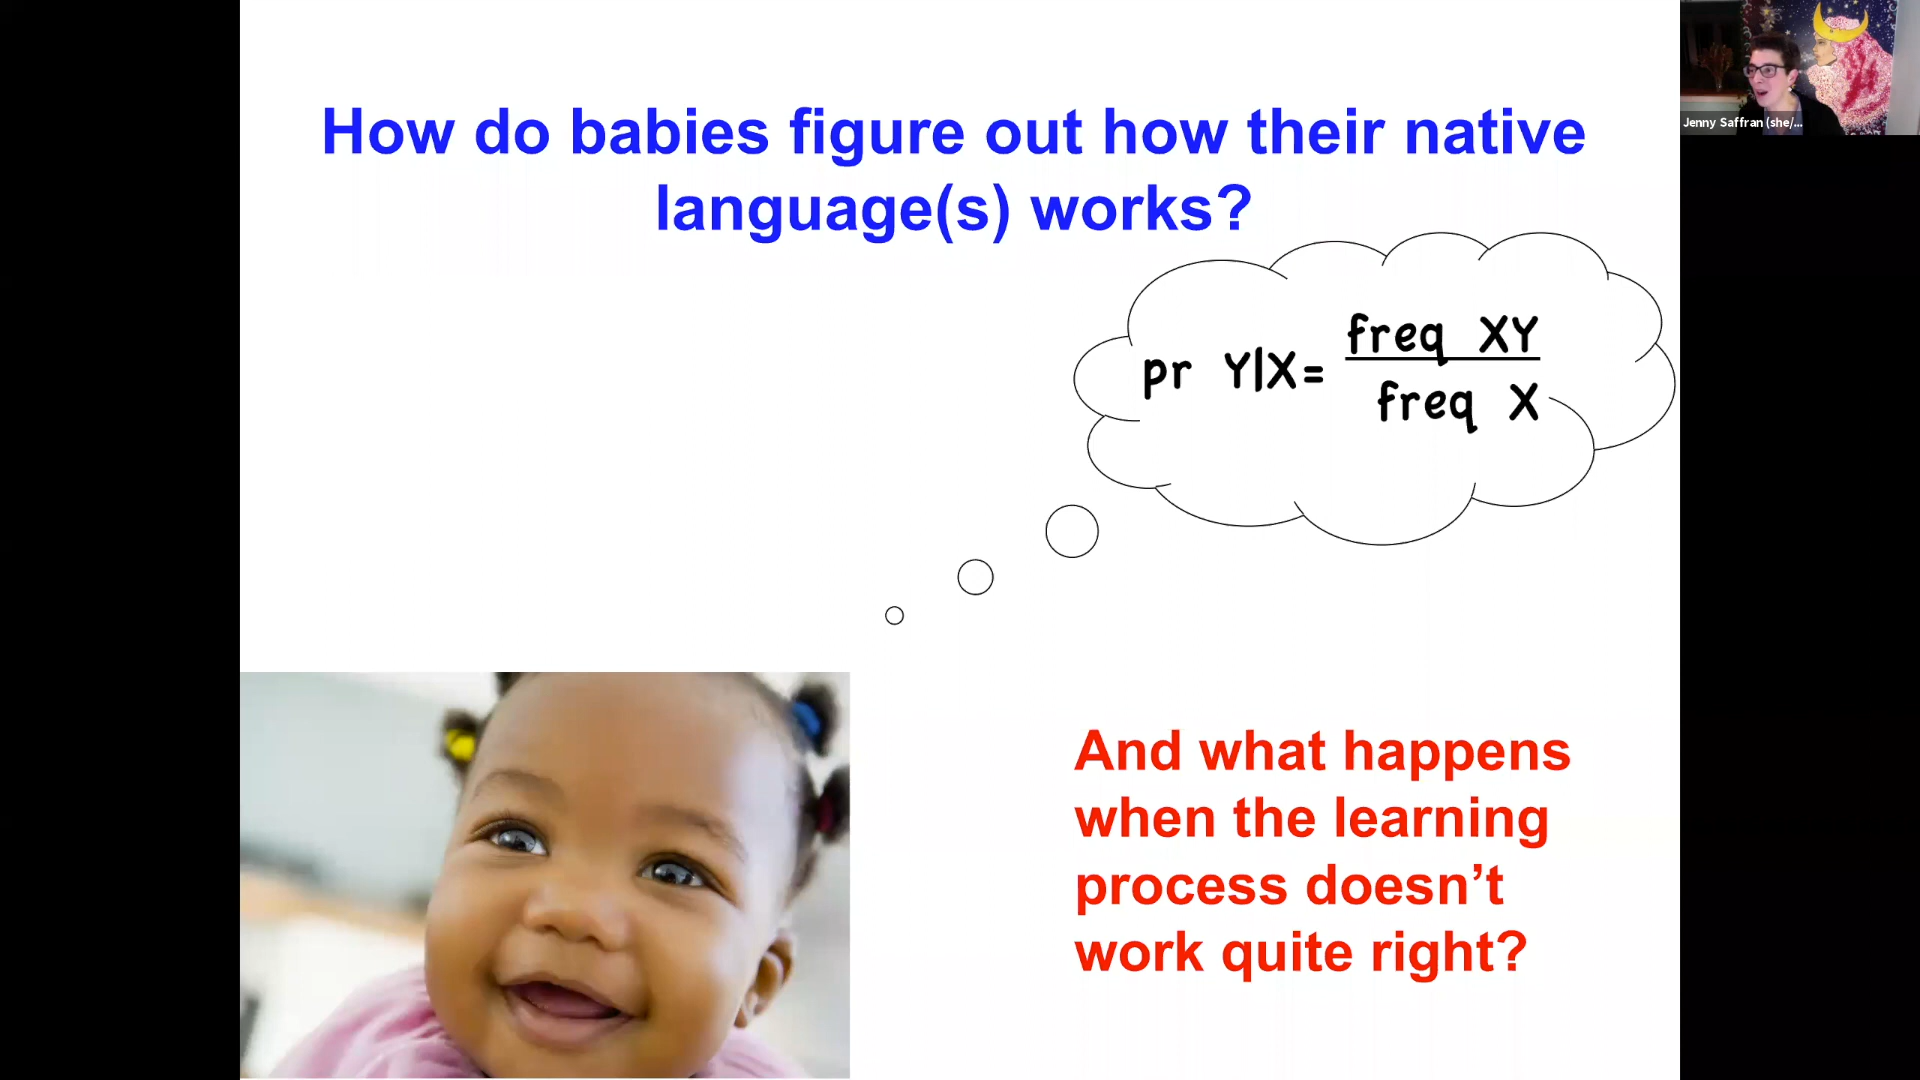 How do babies figure out how their native
language(s) works?
pr Y|X= freq XY
freq X
And what happens
when the learning
process doesn’t
work quite right?
Jenny Saffran (she/...